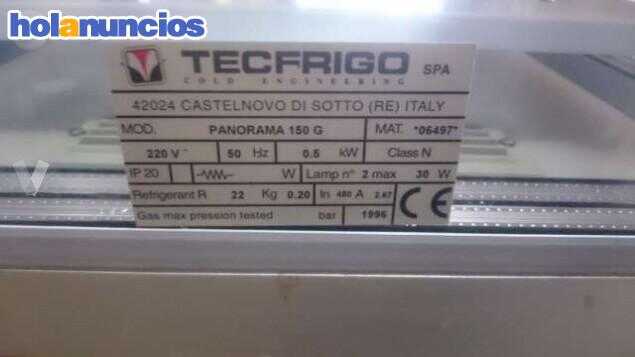 holanuncios
TECFRIGO SPA
COLD ENGINEERING
42024 CASTELNOVO DI SOTTO (RE) ITALY
MOD. PANORAMA 150 G MAT. "06497"
220 V~ 50 Hz 0.5 kW Class N
IP 20 W Lamp n° 2 max 30 W
Refrigerant R 22 Kg 0.20 In 480 A 2.67
Gas max pression tested bar 1996 CE